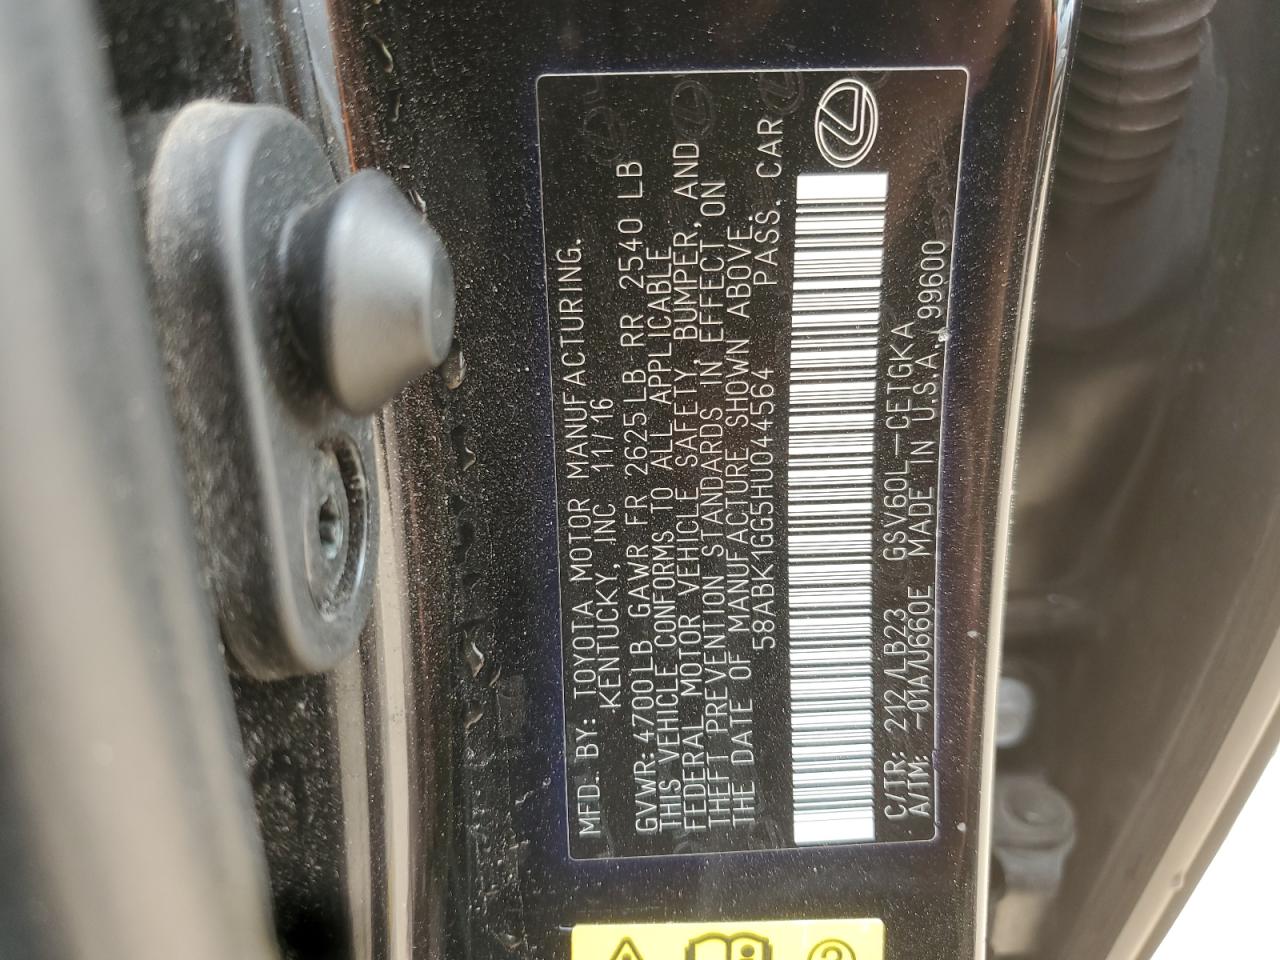 MFD. BY: TOYOTA MOTOR MANUFACTURING.
KENTUCKY, INC 11/16
GVWR: 4700LB GAWR FR 2625LB RR 2540 LB
THIS VEHICLE CONFORMS TO ALL APPLICABLE
FEDERAL MOTOR VEHICLE SAFETY, BUMPER, AND
THEFT PREVENTION STANDARDS IN EFFECT ON
THE DATE OF MANUFACTURE SHOWN ABOVE.
58ABK1GG5HU044564 PASS. CAR
C/TR: 212/LB23 GSV60L-CETGKA
A/TM: -01A/U660E MADE IN U.S.A. 99600